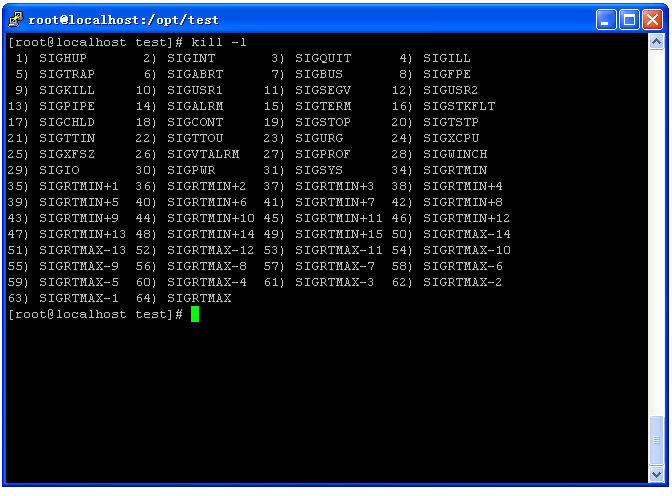 root@localhost:/opt/test
[root@localhost test]# kill -l
1) SIGHUP 2) SIGINT 3) SIGQUIT 4) SIGILL
5) SIGTRAP 6) SIGABRT 7) SIGBUS 8) SIGFPE
9) SIGKILL 10) SIGUSR1 11) SIGSEGV 12) SIGUSR2
13) SIGPIPE 14) SIGALRM 15) SIGTERM 16) SIGSTKFLT
17) SIGCHLD 18) SIGCONT 19) SIGSTOP 20) SIGTSTP
21) SIGTTIN 22) SIGTTOU 23) SIGURG 24) SIGXCPU
25) SIGXFSZ 26) SIGVTALRM 27) SIGPROF 28) SIGWINCH
29) SIGIO 30) SIGPWR 31) SIGSYS 34) SIGRTMIN
35) SIGRTMIN+1 36) SIGRTMIN+2 37) SIGRTMIN+3 38) SIGRTMIN+4
39) SIGRTMIN+5 40) SIGRTMIN+6 41) SIGRTMIN+7 42) SIGRTMIN+8
43) SIGRTMIN+9 44) SIGRTMIN+10 45) SIGRTMIN+11 46) SIGRTMIN+12
47) SIGRTMIN+13 48) SIGRTMIN+14 49) SIGRTMIN+15 50) SIGRTMAX-14
51) SIGRTMAX-13 52) SIGRTMAX-12 53) SIGRTMAX-11 54) SIGRTMAX-10
55) SIGRTMAX-9 56) SIGRTMAX-8 57) SIGRTMAX-7 58) SIGRTMAX-6
59) SIGRTMAX-5 60) SIGRTMAX-4 61) SIGRTMAX-3 62) SIGRTMAX-2
63) SIGRTMAX-1 64) SIGRTMAX
[root@localhost test]#